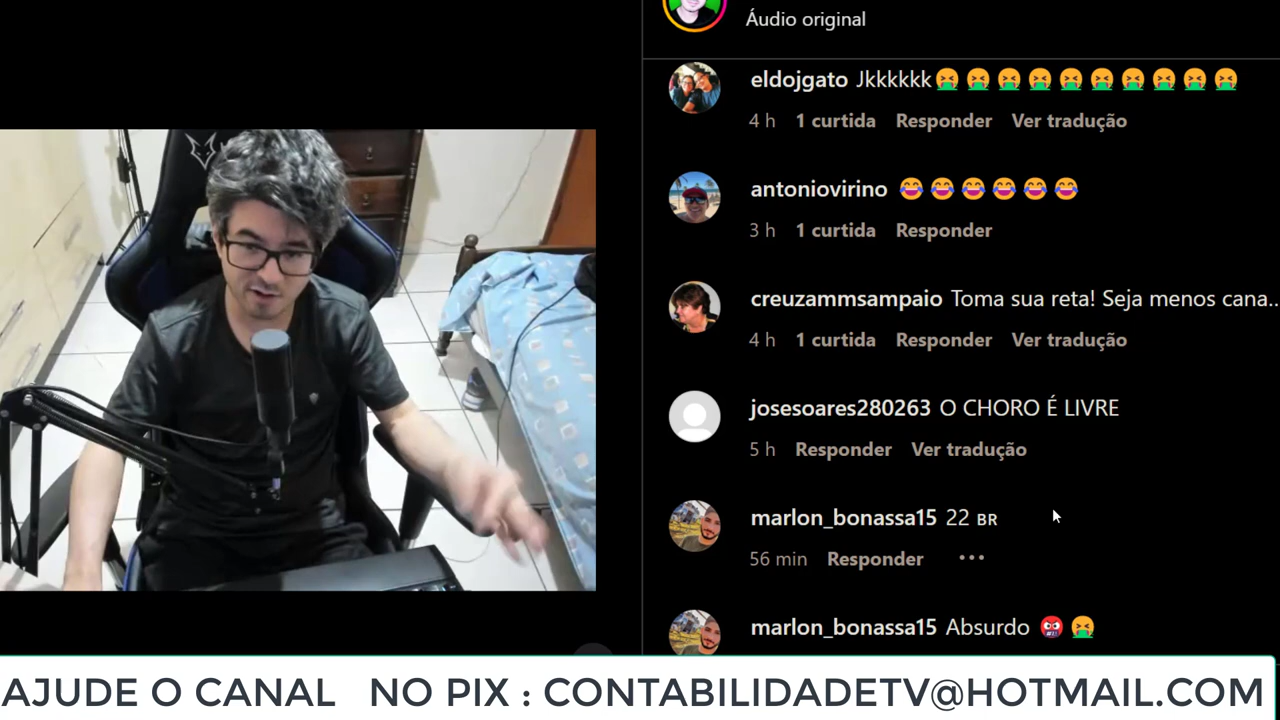 Áudio original
eldojgato Jkkkkkk🤮🤮🤮🤮🤮🤮🤮🤮🤮🤮
4 h 1 curtida Responder Ver tradução
antoniovirino 😂😂😂😂😂😂
3 h 1 curtida Responder
creuzammsampaio Toma sua reta! Seja menos cana..
4 h 1 curtida Responder Ver tradução
josesoares280263 O CHORO É LIVRE
5 h Responder Ver tradução
marlon_bonassa15 22 BR
56 min Responder •••
marlon_bonassa15 Absurdo 🤬🤮
AJUDE O CANAL NO PIX : CONTABILIDADETV@HOTMAIL.COM